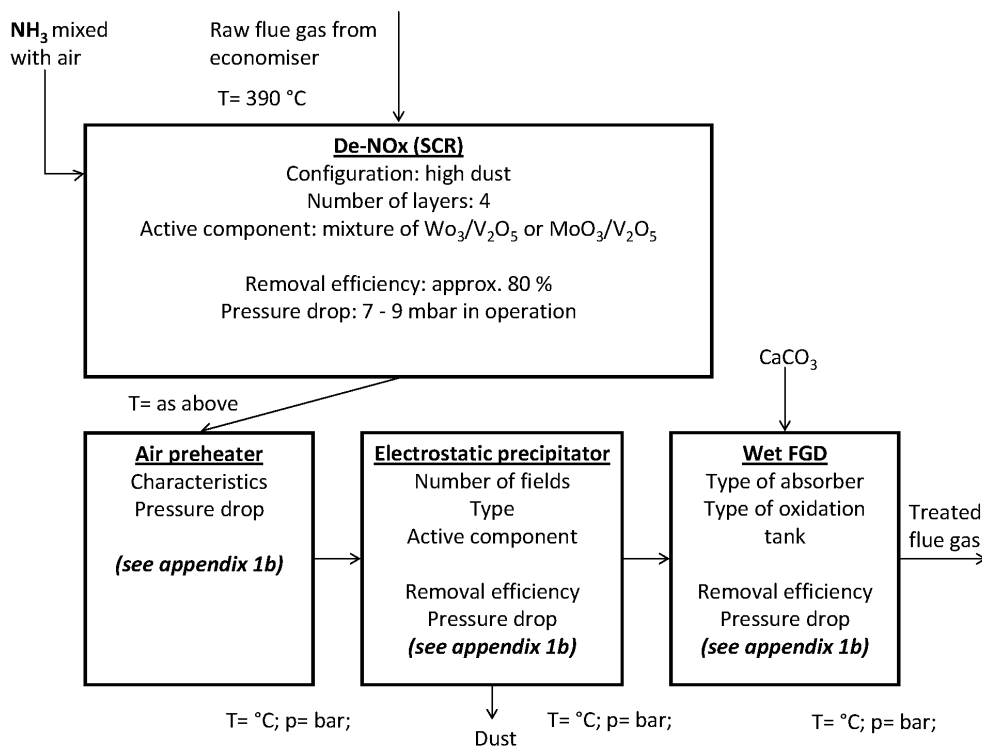 NH₃ mixed
with air
Raw flue gas from
economiser
T= 390 °C
De-NOx (SCR)
Configuration: high dust
Number of layers: 4
Active component: mixture of Wo₃/V₂O₅ or MoO₃/V₂O₅
Removal efficiency: approx. 80 %
Pressure drop: 7 - 9 mbar in operation
CaCO₃
T= as above
Air preheater
Characteristics
Pressure drop
(see appendix 1b)
Electrostatic precipitator
Number of fields
Type
Active component
Removal efficiency
Pressure drop
(see appendix 1b)
Wet FGD
Type of absorber
Type of oxidation
tank
Removal efficiency
Pressure drop
(see appendix 1b)
Treated
flue gas
T= °C; p= bar;
Dust
T= °C; p= bar;
T= °C; p= bar;